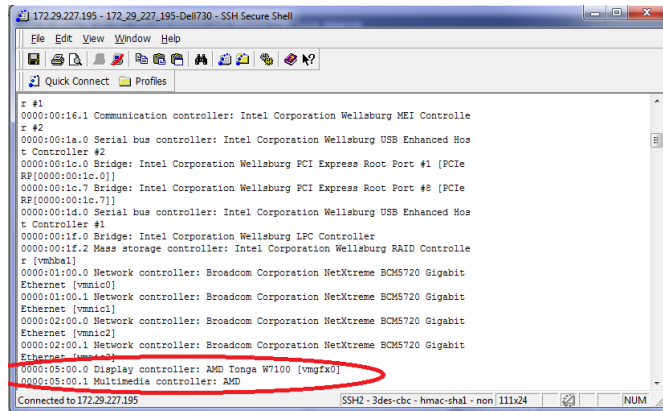 172.29.227.195 - 172_29_227_195-Dell730 - SSH Secure Shell
File Edit View Window Help
Quick Connect Profiles
r #1
0000:00:16.1 Communication controller: Intel Corporation Wellsburg MEI Controlle
r #2
0000:00:1a.0 Serial bus controller: Intel Corporation Wellsburg USB Enhanced Hos
t Controller #2
0000:00:1c.0 Bridge: Intel Corporation Wellsburg PCI Express Root Port #1 [PCIe
RP[0000:00:1c.0]]
0000:00:1c.7 Bridge: Intel Corporation Wellsburg PCI Express Root Port #8 [PCIe
RP[0000:00:1c.7]]
0000:00:1d.0 Serial bus controller: Intel Corporation Wellsburg USB Enhanced Hos
t Controller #1
0000:00:1f.0 Bridge: Intel Corporation Wellsburg LPC Controller
0000:00:1f.2 Mass storage controller: Intel Corporation Wellsburg RAID Controlle
r [vmhba1]
0000:01:00.0 Network controller: Broadcom Corporation NetXtreme BCM5720 Gigabit
Ethernet [vmnic0]
0000:01:00.1 Network controller: Broadcom Corporation NetXtreme BCM5720 Gigabit
Ethernet [vmnic1]
0000:02:00.0 Network controller: Broadcom Corporation NetXtreme BCM5720 Gigabit
Ethernet [vmnic2]
0000:02:00.1 Network controller: Broadcom Corporation NetXtreme BCM5720 Gigabit
Ethernet [vmnic3]
0000:05:00.0 Display controller: AMD Tonga W7100 [vmgfx0]
0000:05:00.1 Multimedia controller: AMD
Connected to 172.29.227.195 SSH2 - 3des-cbc - hmac-sha1 - non 111x24 NUM